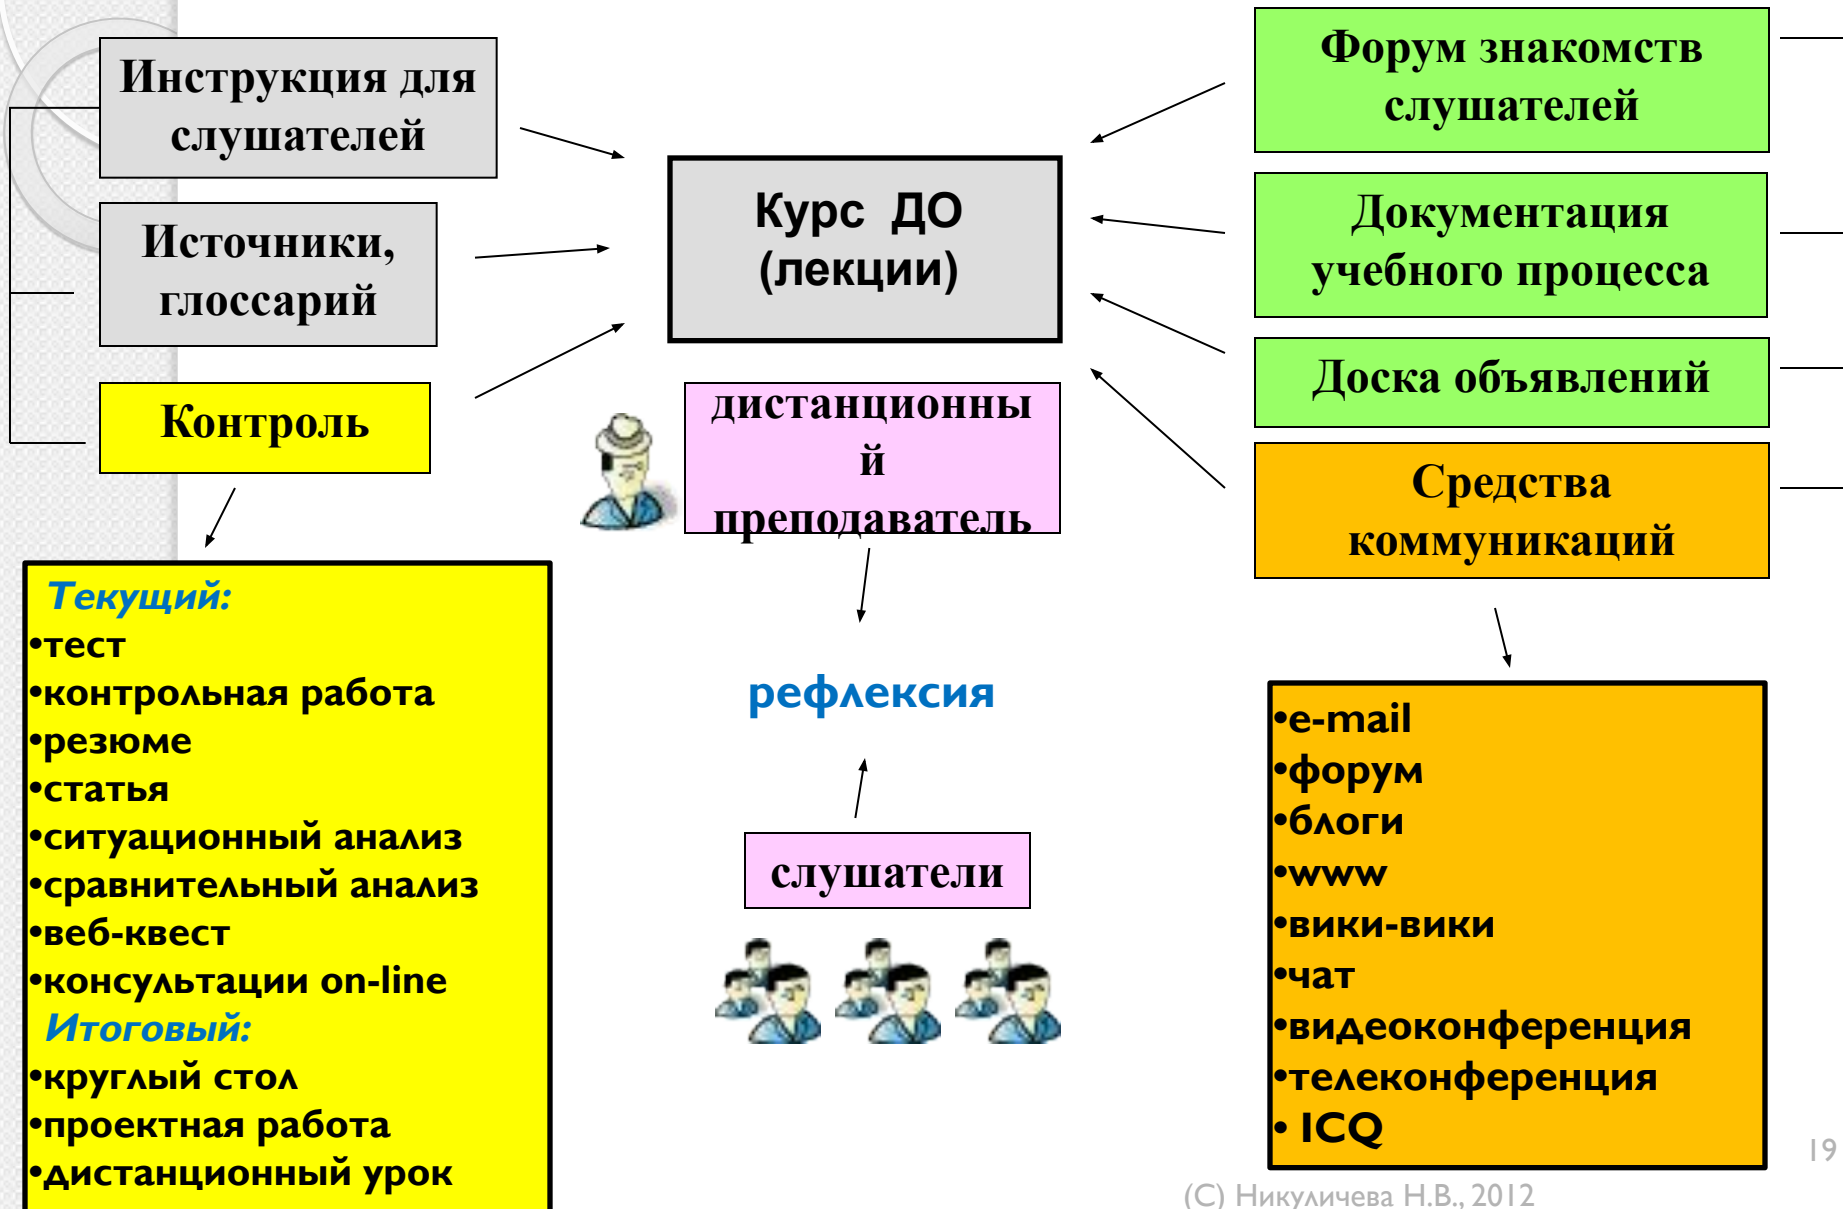 Инструкция для
слушателей
Источники,
глоссарий
Контроль
Текущий:
•тест
•контрольная работа
•резюме
•статья
•ситуационный анализ
•сравнительный анализ
•веб-квест
•консультации on-line
Итоговый:
•круглый стол
•проектная работа
•дистанционный урок
Курс ДО
(лекции)
дистанционны
й
преподаватель
рефлексия
слушатели
Форум знакомств
слушателей
Документация
учебного процесса
Доска объявлений
Средства
коммуникаций
•e-mail
•форум
•блоги
•www
•вики-вики
•чат
•видеоконференция
•телеконференция
• ICQ
19
(C) Никуличева Н.В., 2012